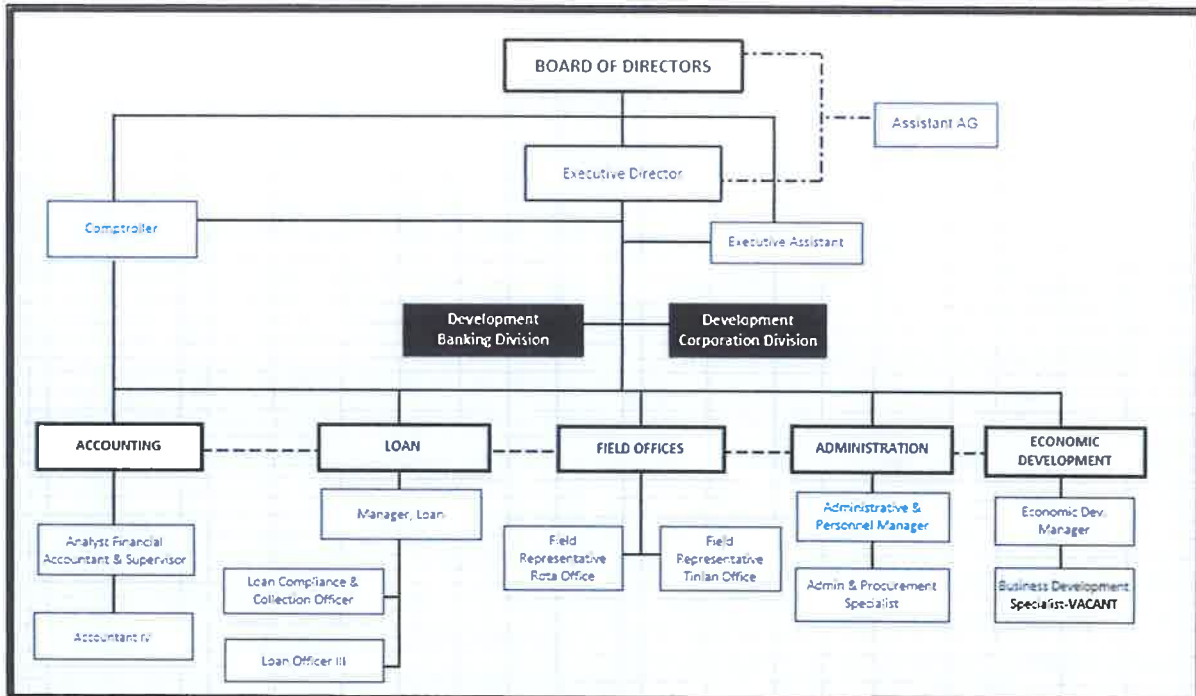 BOARD OF DIRECTORS
Assistant AG
Executive Director
Comptroller
Executive Assistant
Development
Banking Division
Development
Corporation Division
ACCOUNTING
LOAN
FIELD OFFICES
ADMINISTRATION
ECONOMIC
DEVELOPMENT
Analyst Financial
Accountant & Supervisor
Accountant IV
Manager, Loan
Loan Compliance &
Collection Officer
Loan Officer III
Field
Representative
Rota Office
Field
Representative
Tinian Office
Administrative &
Personnel Manager
Admin & Procurement
Specialist
Economic Dev.
Manager
Business Development
Specialist-VACANT